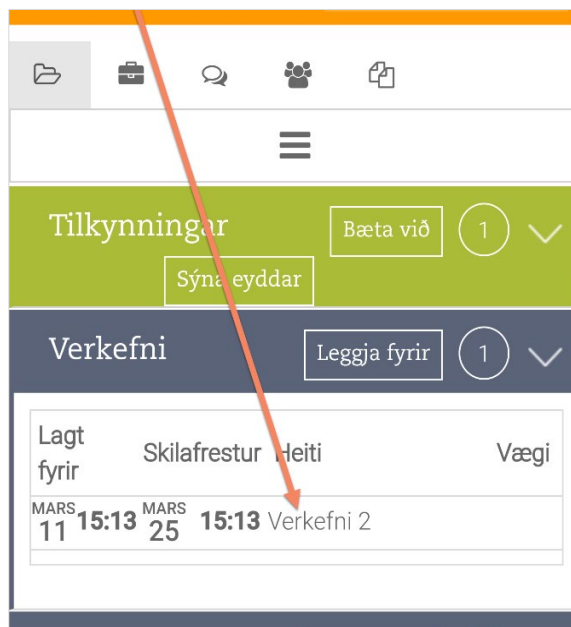 Tilkynningar Bæta við 1
Sýna eyddar
Verkefni Leggja fyrir 1
Lagt fyrir Skilafrestur Heiti Vægi
MARS 11 15:13 MARS 25 15:13 Verkefni 2